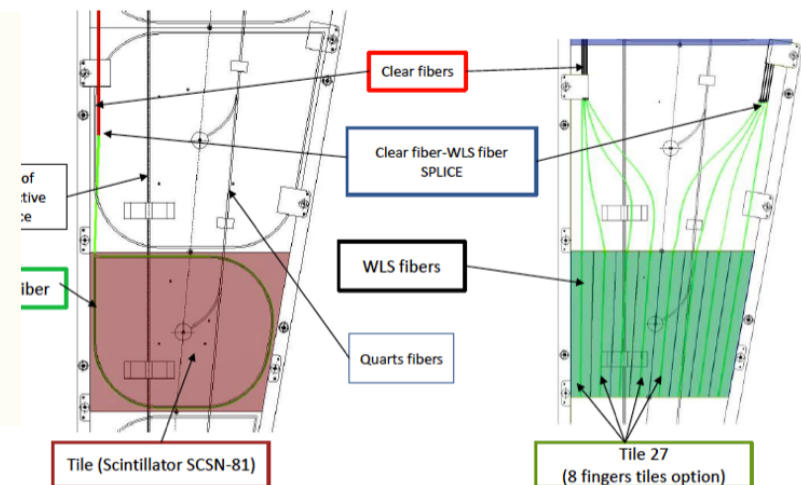 Clear fibers
Clear fiber-WLS fiber
SPLICE
of
WLS fibers
Quarts fibers
Tile (Scintillator SCSN-81)
Tile 27
(8 fingers tiles option)